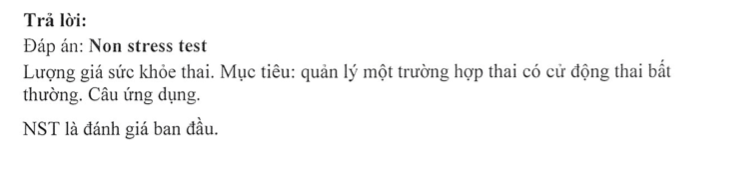 Trả lời:
Đáp án: Non stress test
Lượng giá sức khỏe thai. Mục tiêu: quản lý một trường hợp thai có cử động thai bất
thường. Câu ứng dụng.
NST là đánh giá ban đầu.